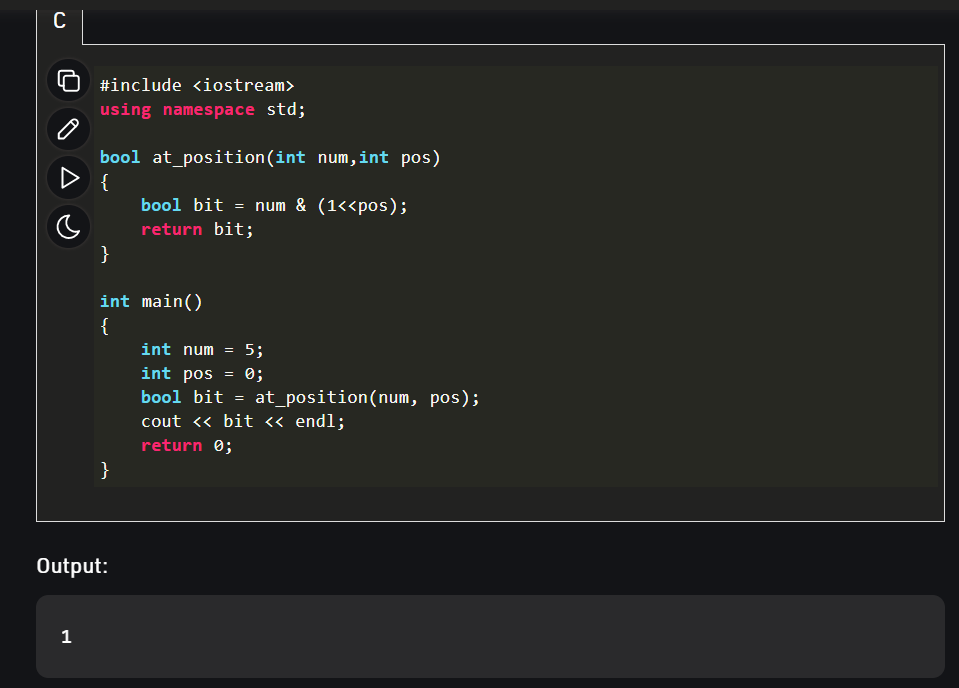 C
#include <iostream>
using namespace std;
bool at_position(int num,int pos)
{
    bool bit = num & (1<<pos);
    return bit;
}
int main()
{
    int num = 5;
    int pos = 0;
    bool bit = at_position(num, pos);
    cout << bit << endl;
    return 0;
}
Output:
1